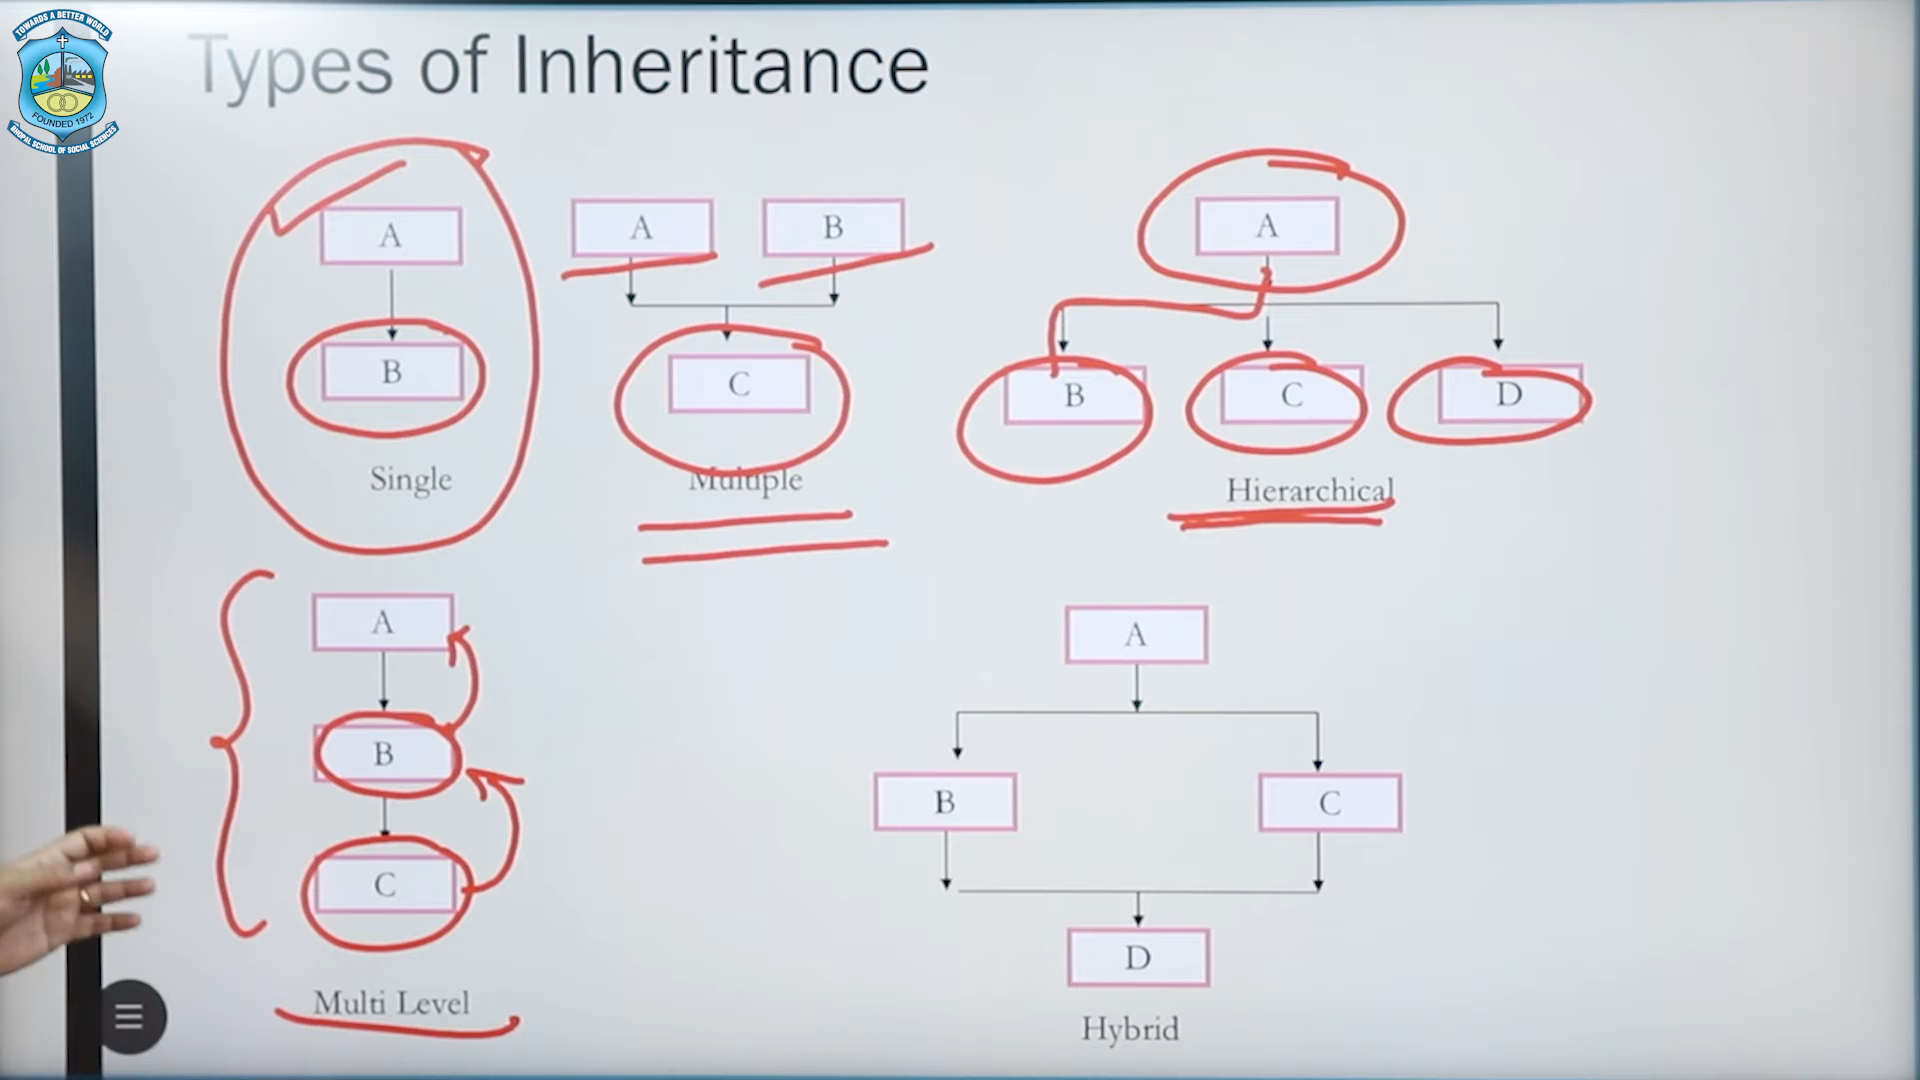 TOWARDS A BETTER WORLD
FOUNDED 1972
BHOPAL SCHOOL OF SOCIAL SCIENCES
Types of Inheritance
A
B
Single
A B
C
Multiple
A
B C D
Hierarchical
A
B
C
Multi Level
A
B C
D
Hybrid